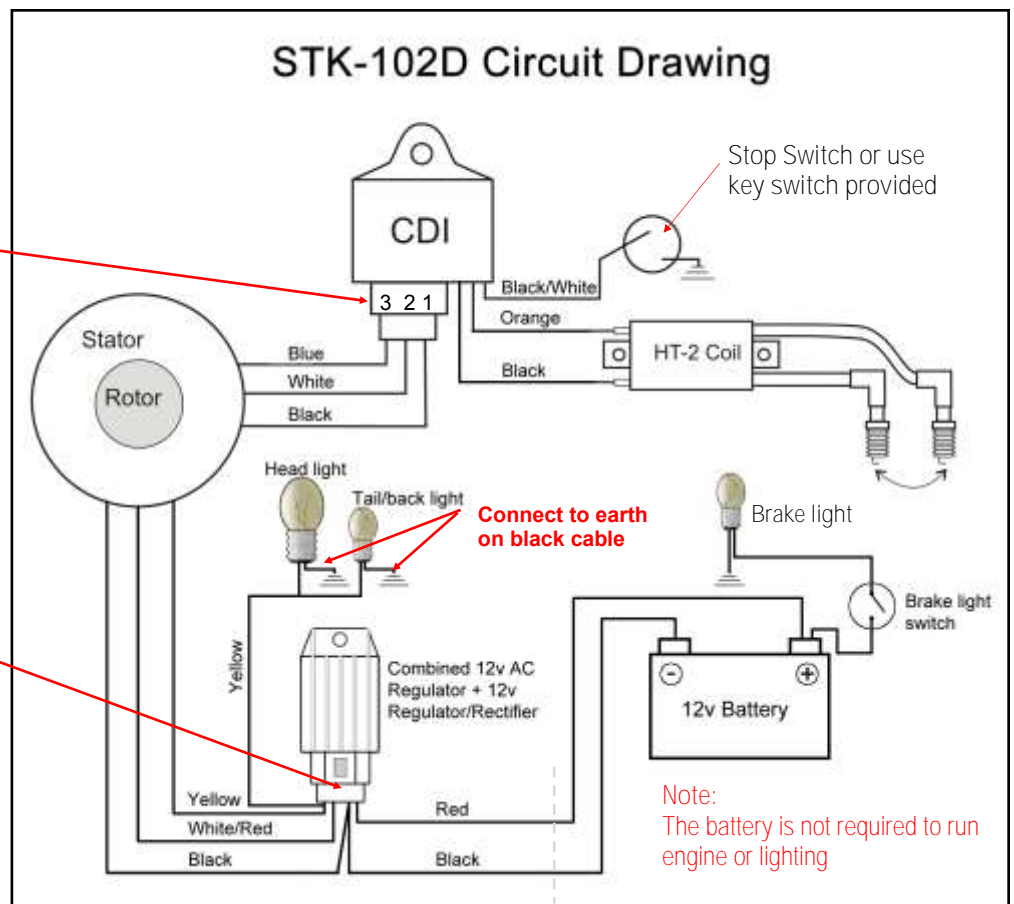 STK-102D Circuit Drawing
Stop Switch or use
key switch provided
CDI
3 2 1
Black/White
Orange
Black
HT-2 Coil
Stator
Rotor
Blue
White
Black
Head light
Tail/back light
Connect to earth
on black cable
Brake light
Brake light
switch
Yellow
Combined 12v AC
Regulator + 12v
Regulator/Rectifier
-
+
12v Battery
Yellow
White/Red
Black
Red
Black
Note:
The battery is not required to run
engine or lighting